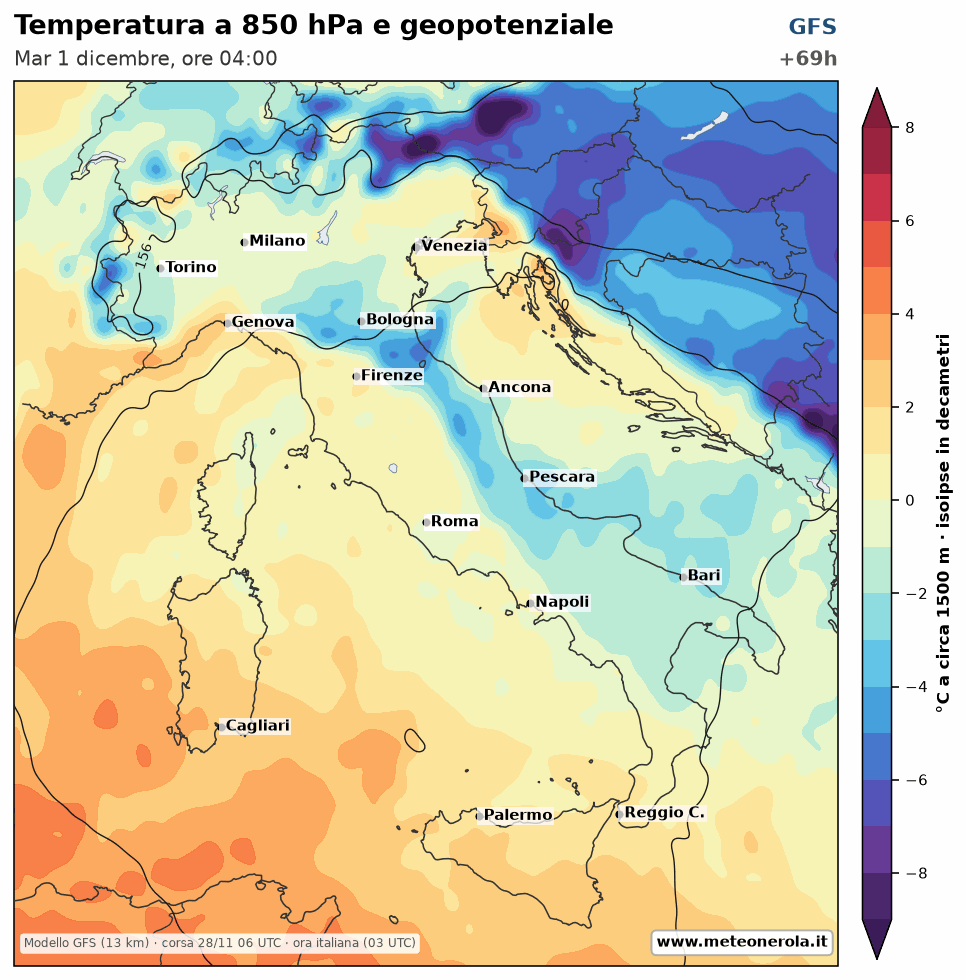 Temperatura a 850 hPa e geopotenziale
GFS
Mar 1 dicembre, ore 04:00
+69h
8
6
4
2
0
−2
−4
−6
−8
°C a circa 1500 m · isoipse in decametri
156
Milano
Venezia
Torino
Genova
Bologna
Firenze
Ancona
Pescara
Roma
Bari
Napoli
Cagliari
Palermo
Reggio C.
Modello GFS (13 km) · corsa 28/11 06 UTC · ora italiana (03 UTC)
www.meteonerola.it